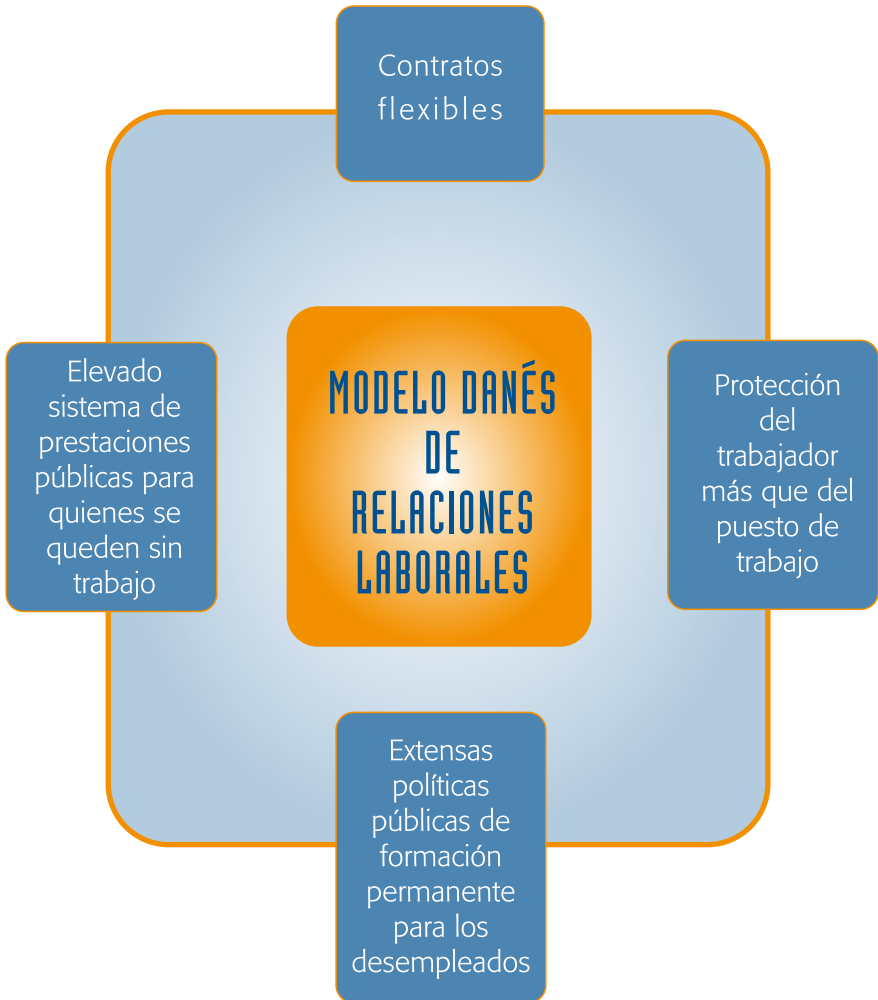 Contratos
flexibles
Elevado
sistema de
prestaciones
públicas para
quienes se
queden sin
trabajo
MODELO DANÉS
DE
RELACIONES
LABORALES
Protección
del
trabajador
más que del
puesto de
trabajo
Extensas
políticas
públicas de
formación
permanente
para los
desempleados